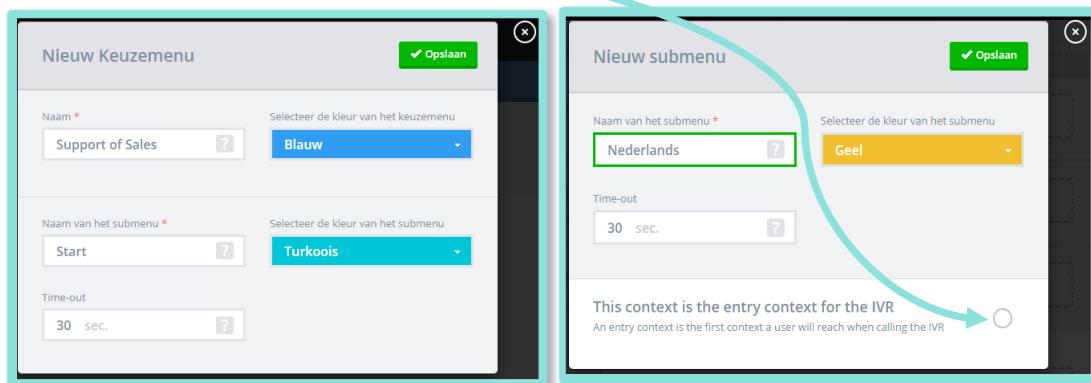 Nieuw Keuzemenu
Opslaan
Naam *
Selecteer de kleur van het keuzemenu
Support of Sales ?
Blauw
Naam van het submenu *
Selecteer de kleur van het submenu
Start ?
Turkoois
Time-out
30 sec. ?
Nieuw submenu
Opslaan
Naam van het submenu *
Selecteer de kleur van het submenu
Nederlands ?
Geel
Time-out
30 sec. ?
This context is the entry context for the IVR
An entry context is the first context a user will reach when calling the IVR